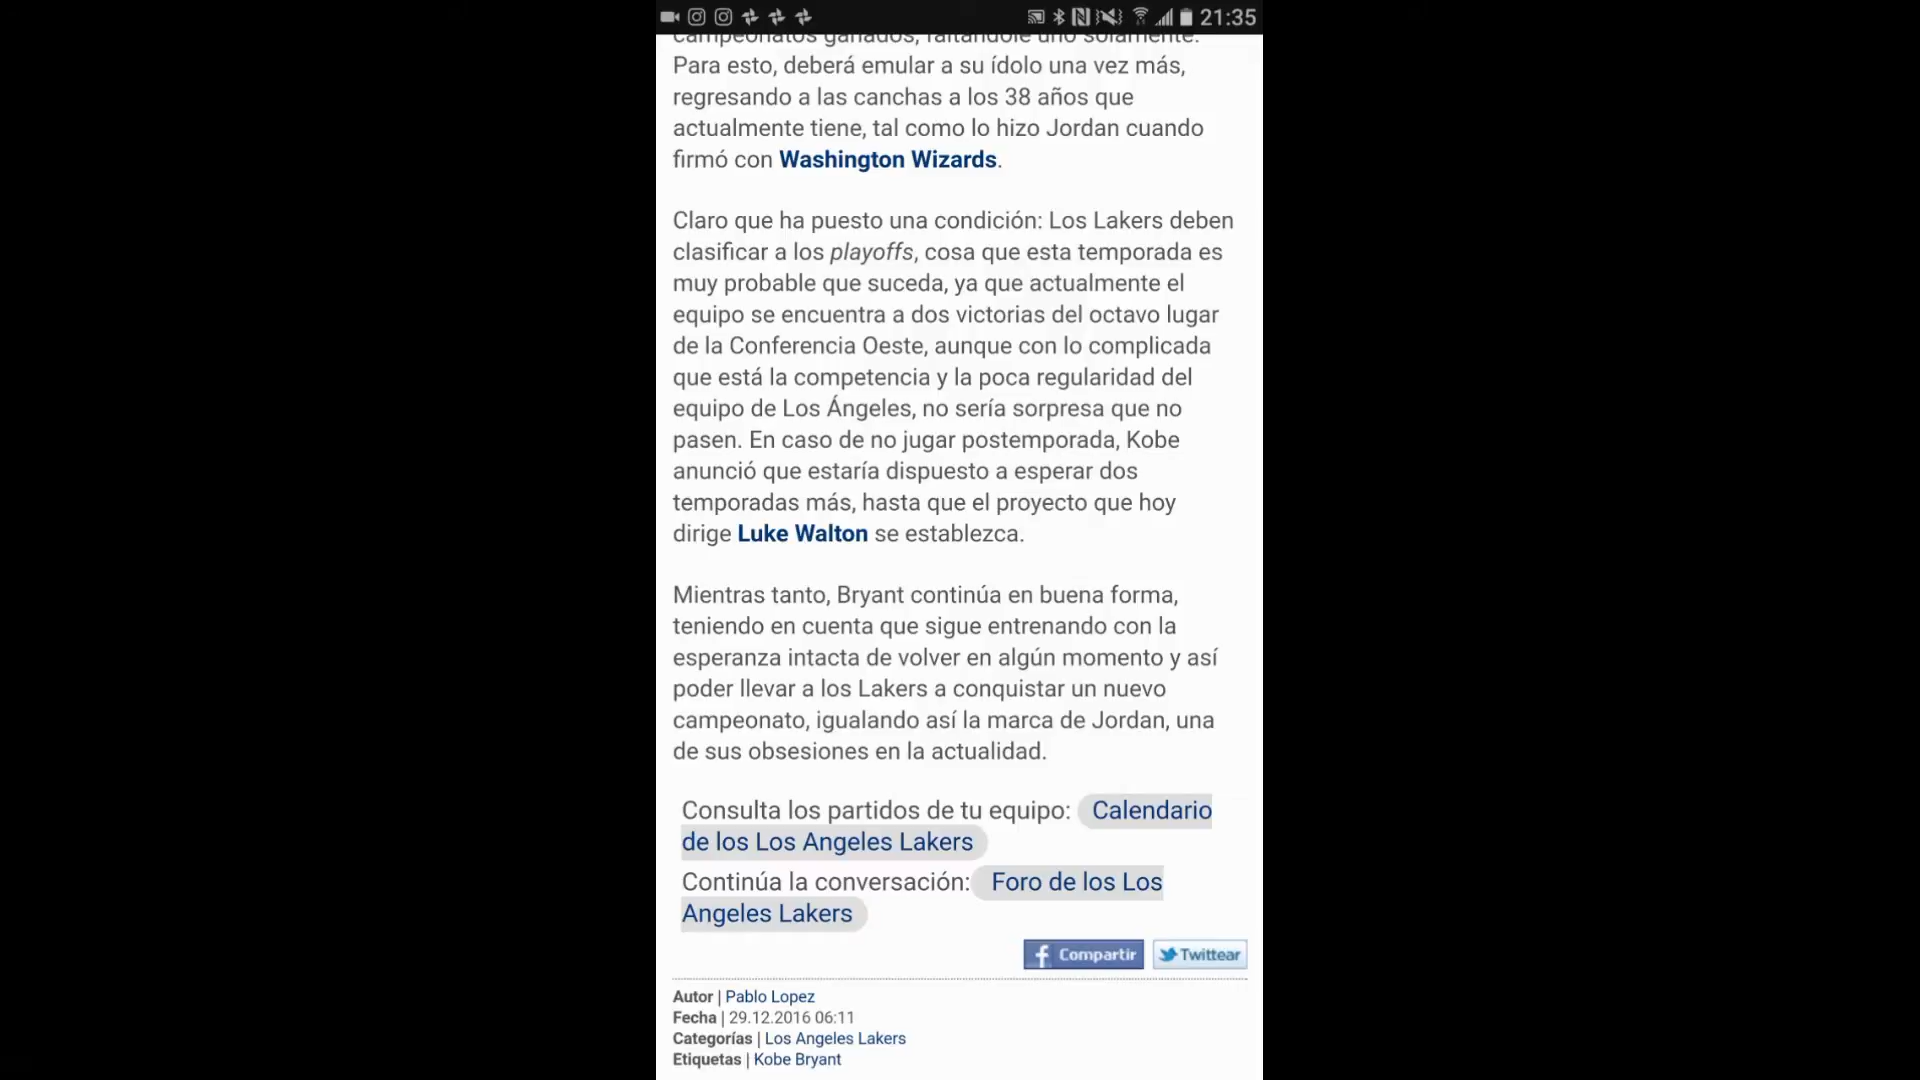 21:35
campeonatos ganados, faltándole uno solamente.
Para esto, deberá emular a su ídolo una vez más,
regresando a las canchas a los 38 años que
actualmente tiene, tal como lo hizo Jordan cuando
firmó con Washington Wizards.
Claro que ha puesto una condición: Los Lakers deben
clasificar a los playoffs, cosa que esta temporada es
muy probable que suceda, ya que actualmente el
equipo se encuentra a dos victorias del octavo lugar
de la Conferencia Oeste, aunque con lo complicada
que está la competencia y la poca regularidad del
equipo de Los Ángeles, no sería sorpresa que no
pasen. En caso de no jugar postemporada, Kobe
anunció que estaría dispuesto a esperar dos
temporadas más, hasta que el proyecto que hoy
dirige Luke Walton se establezca.
Mientras tanto, Bryant continúa en buena forma,
teniendo en cuenta que sigue entrenando con la
esperanza intacta de volver en algún momento y así
poder llevar a los Lakers a conquistar un nuevo
campeonato, igualando así la marca de Jordan, una
de sus obsesiones en la actualidad.
Consulta los partidos de tu equipo: Calendario
de los Los Angeles Lakers
Continúa la conversación: Foro de los Los
Angeles Lakers
Compartir Twittear
Autor | Pablo Lopez
Fecha | 29.12.2016 06:11
Categorías | Los Angeles Lakers
Etiquetas | Kobe Bryant